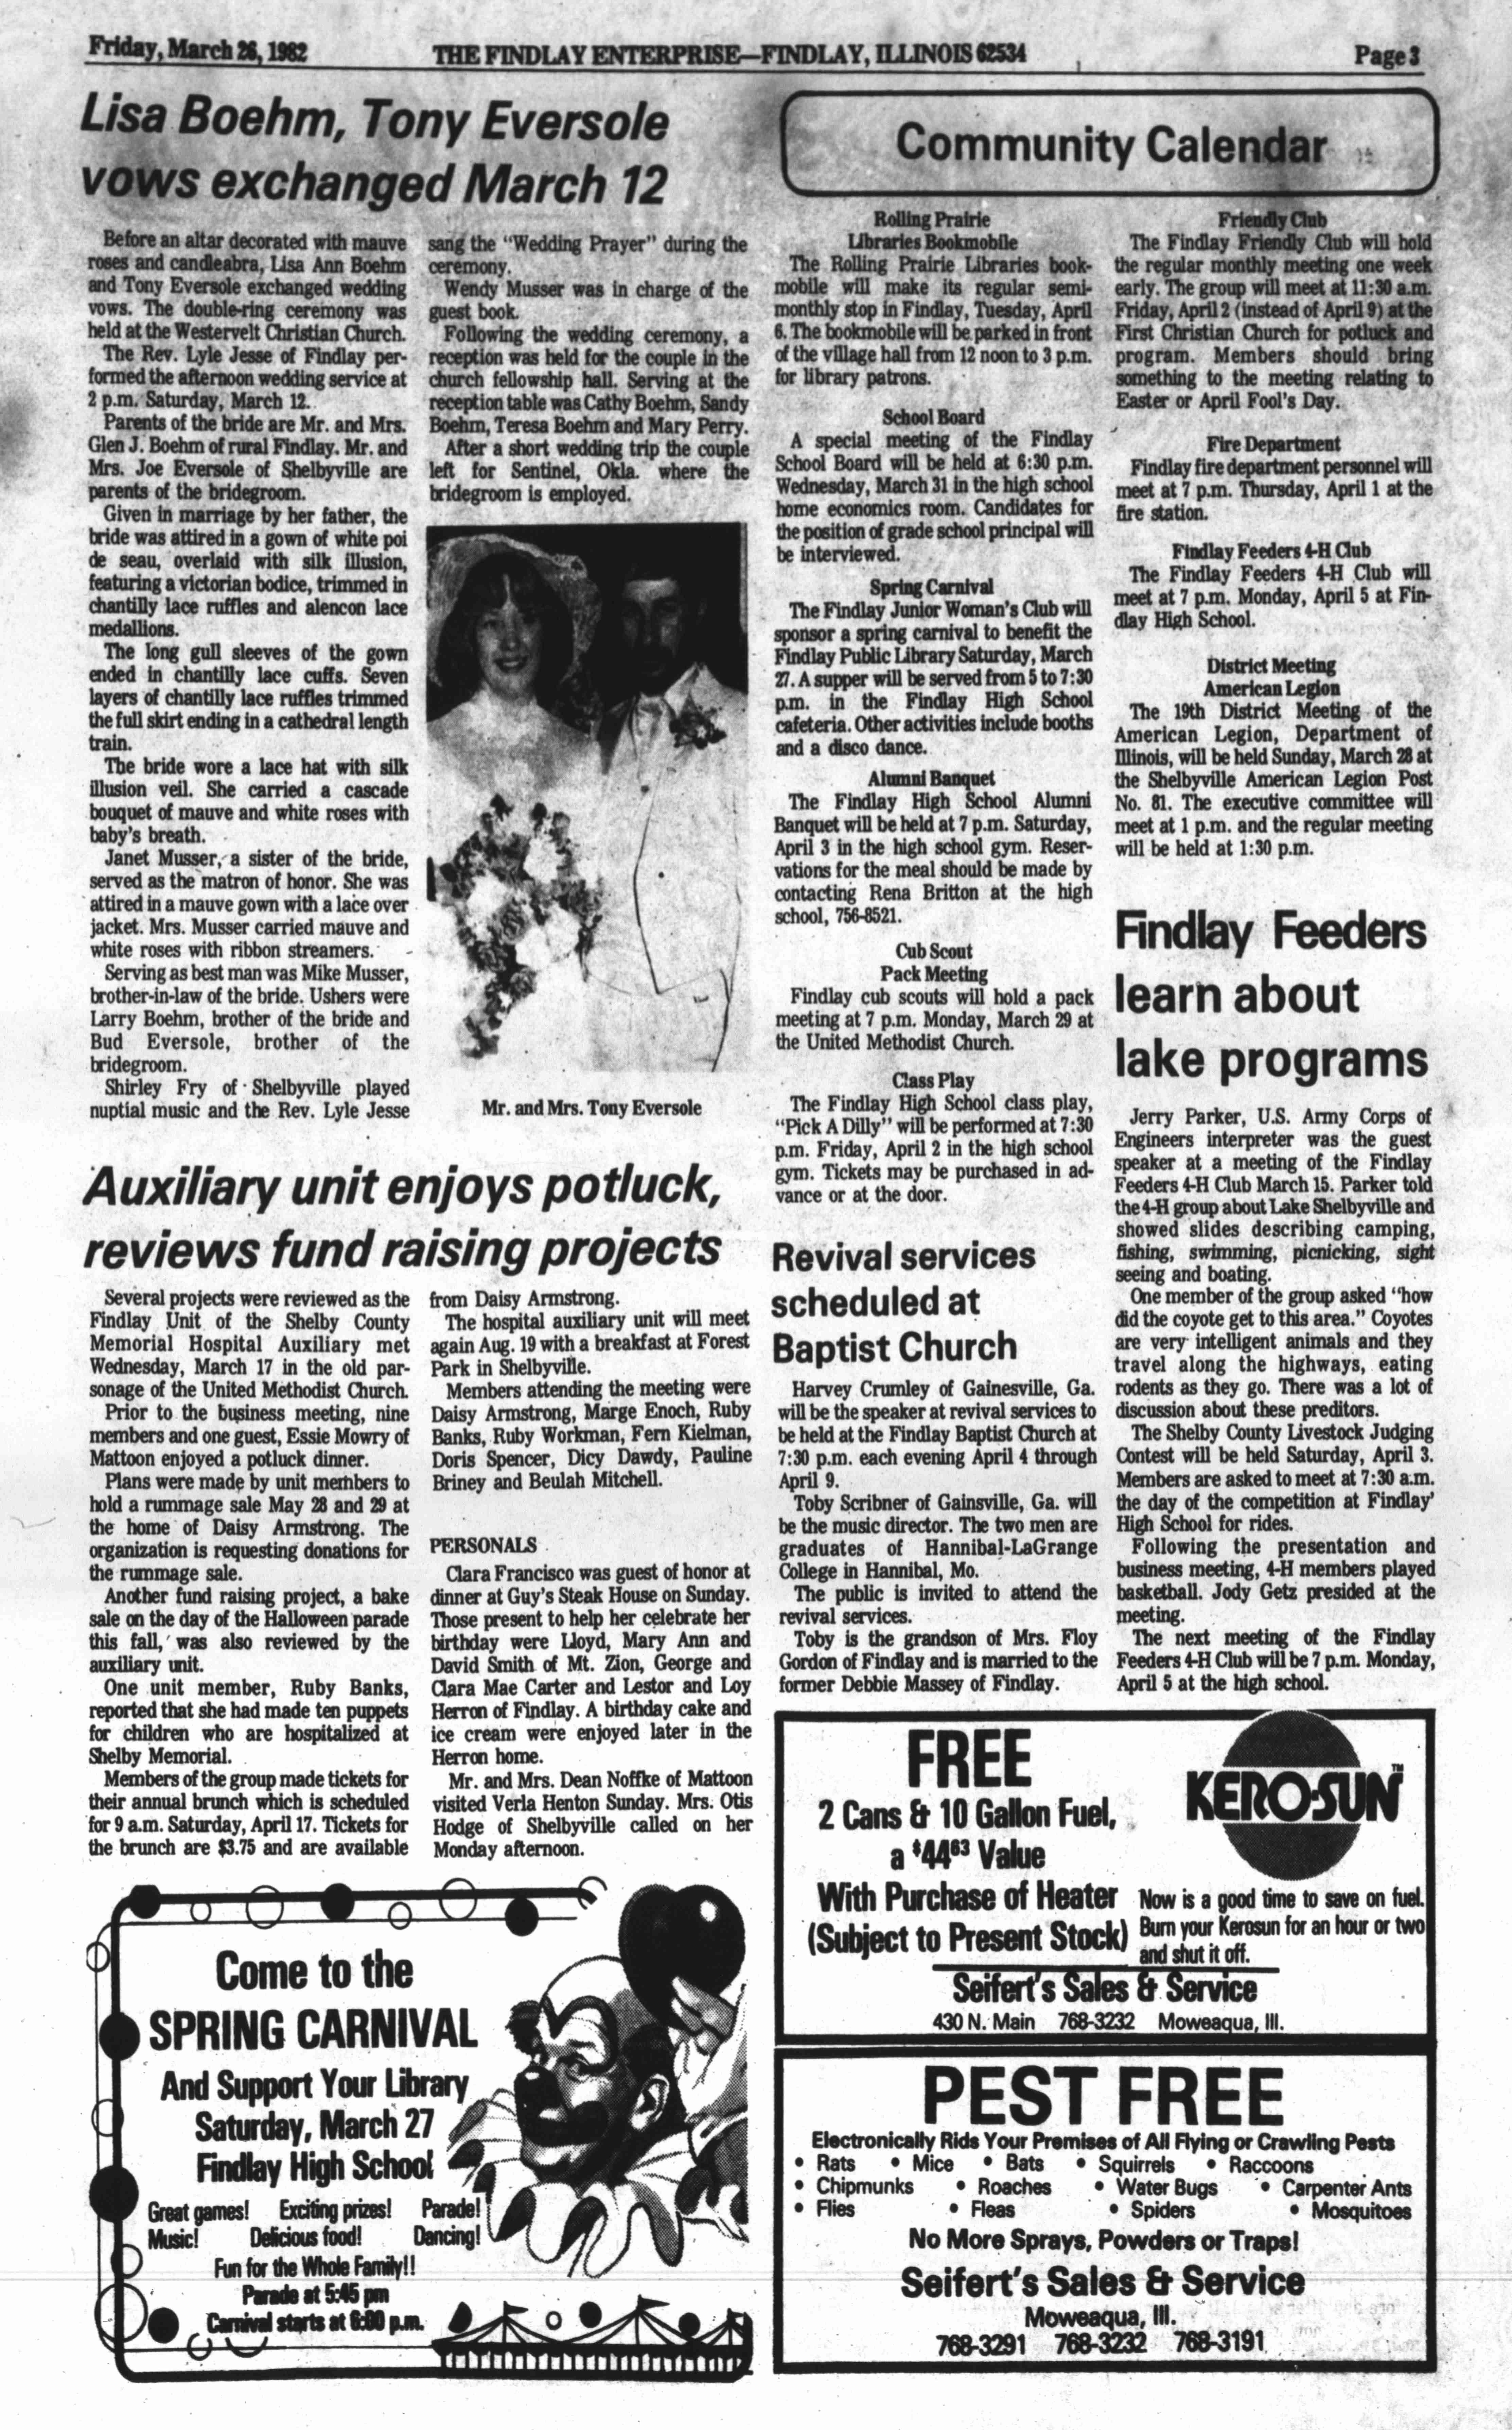 Friday, March 26, 1982
THE FINDLAY ENTERPRISE—FINDLAY, ILLINOIS 62534
Page 3
Lisa Boehm, Tony Eversole
vows exchanged March 12
Before an altar decorated with mauve
roses and candleabra, Lisa Ann Boehm
and Tony Eversole exchanged wedding
vows. The double-ring ceremony was
held at the Westervelt Christian Church.
The Rev. Lyle Jesse of Findlay per-
formed the afternoon wedding service at
2 p.m. Saturday, March 12.
Parents of the bride are Mr. and Mrs.
Glen J. Boehm of rural Findlay. Mr. and
Mrs. Joe Eversole of Shelbyville are
parents of the bridegroom.
Given in marriage by her father, the
bride was attired in a gown of white poi
de seau, overlaid with silk illusion,
featuring a victorian bodice, trimmed in
chantilly lace ruffles and alencon lace
medallions.
The long gull sleeves of the gown
ended in chantilly lace cuffs. Seven
layers of chantilly lace ruffles trimmed
the full skirt ending in a cathedral length
train.
The bride wore a lace hat with silk
illusion veil. She carried a cascade
bouquet of mauve and white roses with
baby's breath.
Janet Musser, a sister of the bride,
served as the matron of honor. She was
attired in a mauve gown with a lace over
jacket. Mrs. Musser carried mauve and
white roses with ribbon streamers.
Serving as best man was Mike Musser,
brother-in-law of the bride. Ushers were
Larry Boehm, brother of the bride and
Bud Eversole, brother of the
bridegroom.
Shirley Fry of Shelbyville played
nuptial music and the Rev. Lyle Jesse
sang the "Wedding Prayer" during the
ceremony.
Wendy Musser was in charge of the
guest book.
Following the wedding ceremony, a
reception was held for the couple in the
church fellowship hall. Serving at the
reception table was Cathy Boehm, Sandy
Boehm, Teresa Boehm and Mary Perry.
After a short wedding trip the couple
left for Sentinel, Okla. where the
bridegroom is employed.
Mr. and Mrs. Tony Eversole
Auxiliary unit enjoys potluck,
reviews fund raising projects
Several projects were reviewed as the
Findlay Unit of the Shelby County
Memorial Hospital Auxiliary met
Wednesday, March 17 in the old par-
sonage of the United Methodist Church.
Prior to the business meeting, nine
members and one guest, Essie Mowry of
Mattoon enjoyed a potluck dinner.
Plans were made by unit members to
hold a rummage sale May 28 and 29 at
the home of Daisy Armstrong. The
organization is requesting donations for
the rummage sale.
Another fund raising project, a bake
sale on the day of the Halloween parade
this fall, was also reviewed by the
auxiliary unit.
One unit member, Ruby Banks,
reported that she had made ten puppets
for children who are hospitalized at
Shelby Memorial.
Members of the group made tickets for
their annual brunch which is scheduled
for 9 a.m. Saturday, April 17. Tickets for
the brunch are $3.75 and are available
from Daisy Armstrong.
The hospital auxiliary unit will meet
again Aug. 19 with a breakfast at Forest
Park in Shelbyville.
Members attending the meeting were
Daisy Armstrong, Marge Enoch, Ruby
Banks, Ruby Workman, Fern Kielman,
Doris Spencer, Dicy Dawdy, Pauline
Briney and Beulah Mitchell.
PERSONALS
Clara Francisco was guest of honor at
dinner at Guy's Steak House on Sunday.
Those present to help her celebrate her
birthday were Lloyd, Mary Ann and
David Smith of Mt. Zion, George and
Clara Mae Carter and Lestor and Loy
Herron of Findlay. A birthday cake and
ice cream were enjoyed later in the
Herron home.
Mr. and Mrs. Dean Noffke of Mattoon
visited Verla Henton Sunday. Mrs. Otis
Hodge of Shelbyville called on her
Monday afternoon.
Come to the
SPRING CARNIVAL
And Support Your Library
Saturday, March 27
Findlay High School
Great games! Exciting prizes! Parade!
Music! Delicious food! Dancing!
Fun for the Whole Family!!
Parade at 5:45 pm
Carnival starts at 6:00 p.m.
Community Calendar
Rolling Prairie
Libraries Bookmobile
The Rolling Prairie Libraries book-
mobile will make its regular semi-
monthly stop in Findlay, Tuesday, April
6. The bookmobile will be parked in front
of the village hall from 12 noon to 3 p.m.
for library patrons.
School Board
A special meeting of the Findlay
School Board will be held at 6:30 p.m.
Wednesday, March 31 in the high school
home economics room. Candidates for
the position of grade school principal will
be interviewed.
Spring Carnival
The Findlay Junior Woman's Club will
sponsor a spring carnival to benefit the
Findlay Public Library Saturday, March
27. A supper will be served from 5 to 7:30
p.m. in the Findlay High School
cafeteria. Other activities include booths
and a disco dance.
Alumni Banquet
The Findlay High School Alumni
Banquet will be held at 7 p.m. Saturday,
April 3 in the high school gym. Reser-
vations for the meal should be made by
contacting Rena Britton at the high
school, 756-8521.
Cub Scout
Pack Meeting
Findlay cub scouts will hold a pack
meeting at 7 p.m. Monday, March 29 at
the United Methodist Church.
Class Play
The Findlay High School class play,
"Pick A Dilly" will be performed at 7:30
p.m. Friday, April 2 in the high school
gym. Tickets may be purchased in ad-
vance or at the door.
Friendly Club
The Findlay Friendly Club will hold
the regular monthly meeting one week
early. The group will meet at 11:30 a.m.
Friday, April 2 (instead of April 9) at the
First Christian Church for potluck and
program. Members should bring
something to the meeting relating to
Easter or April Fool's Day.
Fire Department
Findlay fire department personnel will
meet at 7 p.m. Thursday, April 1 at the
fire station.
Findlay Feeders 4-H Club
The Findlay Feeders 4-H Club will
meet at 7 p.m. Monday, April 5 at Fin-
dlay High School.
District Meeting
American Legion
The 19th District Meeting of the
American Legion, Department of
Illinois, will be held Sunday, March 28 at
the Shelbyville American Legion Post
No. 81. The executive committee will
meet at 1 p.m. and the regular meeting
will be held at 1:30 p.m.
Revival services
scheduled at
Baptist Church
Harvey Crumley of Gainesville, Ga.
will be the speaker at revival services to
be held at the Findlay Baptist Church at
7:30 p.m. each evening April 4 through
April 9.
Toby Scribner of Gainsville, Ga. will
be the music director. The two men are
graduates of Hannibal-LaGrange
College in Hannibal, Mo.
The public is invited to attend the
revival services.
Toby is the grandson of Mrs. Floy
Gordon of Findlay and is married to the
former Debbie Massey of Findlay.
Findlay Feeders
learn about
lake programs
Jerry Parker, U.S. Army Corps of
Engineers interpreter was the guest
speaker at a meeting of the Findlay
Feeders 4-H Club March 15. Parker told
the 4-H group about Lake Shelbyville and
showed slides describing camping,
fishing, swimming, picnicking, sight
seeing and boating.
One member of the group asked "how
did the coyote get to this area." Coyotes
are very intelligent animals and they
travel along the highways, eating
rodents as they go. There was a lot of
discussion about these preditors.
The Shelby County Livestock Judging
Contest will be held Saturday, April 3.
Members are asked to meet at 7:30 a.m.
the day of the competition at Findlay
High School for rides.
Following the presentation and
business meeting, 4-H members played
basketball. Jody Getz presided at the
meeting.
The next meeting of the Findlay
Feeders 4-H Club will be 7 p.m. Monday,
April 5 at the high school.
FREE
2 Cans & 10 Gallon Fuel,
a $44⁶³ Value
With Purchase of Heater
(Subject to Present Stock)
KERO-SUN™
Now is a good time to save on fuel.
Burn your Kerosun for an hour or two
and shut it off.
Seifert's Sales & Service
430 N. Main 768-3232 Moweaqua, Ill.
PEST FREE
Electronically Rids Your Premises of All Flying or Crawling Pests
• Rats • Mice • Bats • Squirrels • Raccoons
• Chipmunks • Roaches • Water Bugs • Carpenter Ants
• Flies • Fleas • Spiders • Mosquitoes
No More Sprays, Powders or Traps!
Seifert's Sales & Service
Moweaqua, Ill.
768-3291 768-3232 768-3191